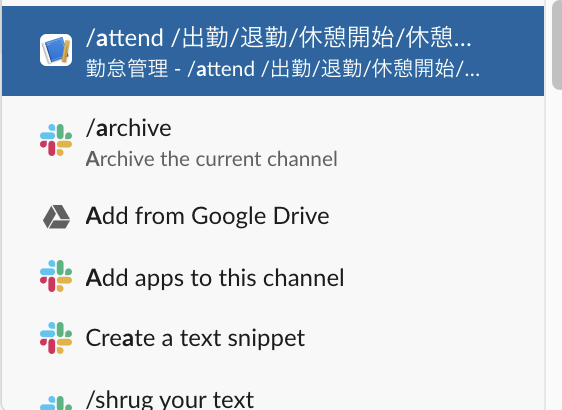 /attend /出勤/退勤/休憩開始/休憩...
勤怠管理 - /attend /出勤/退勤/休憩開始/...
/archive
Archive the current channel
Add from Google Drive
Add apps to this channel
Create a text snippet
/shrug your text